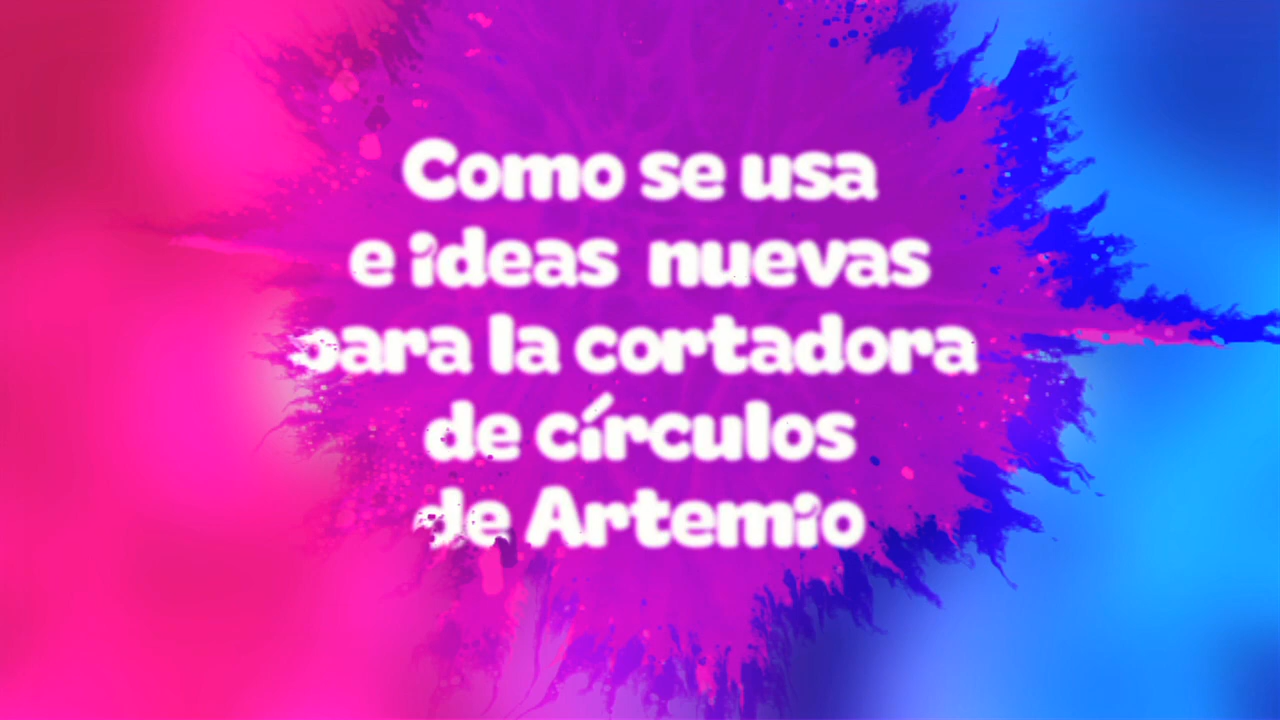 Como se usa
e ideas nuevas
para la cortadora
de círculos
de Artemio